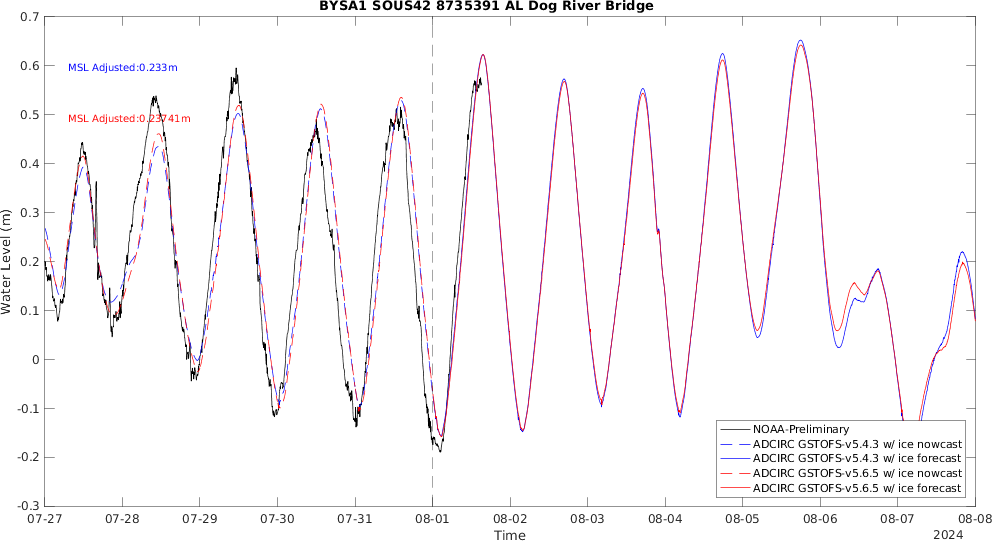 BYSA1 SOUS42 8735391 AL Dog River Bridge
0.7
0.6
0.5
0.4
0.3
0.2
0.1
0
-0.1
-0.2
-0.3
Water Level (m)
MSL Adjusted:0.233m
MSL Adjusted:0.23741m
NOAA-Preliminary
ADCIRC GSTOFS-v5.4.3 w/ ice nowcast
ADCIRC GSTOFS-v5.4.3 w/ ice forecast
ADCIRC GSTOFS-v5.6.5 w/ ice nowcast
ADCIRC GSTOFS-v5.6.5 w/ ice forecast
07-27 07-28 07-29 07-30 07-31 08-01 08-02 08-03 08-04 08-05 08-06 08-07 08-08
Time
2024